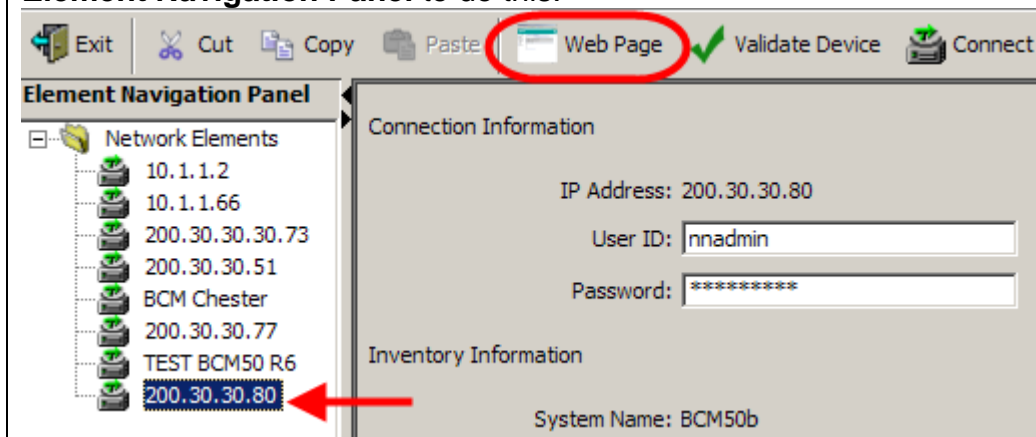 Element Navigation Panel to do this.
Exit Cut Copy Paste Web Page Validate Device Connect
Element Navigation Panel
Network Elements
10.1.1.2
10.1.1.66
200.30.30.30.73
200.30.30.51
BCM Chester
200.30.30.77
TEST BCM50 R6
200.30.30.80
Connection Information
IP Address: 200.30.30.80
User ID: nnadmin
Password: *********
Inventory Information
System Name: BCM50b